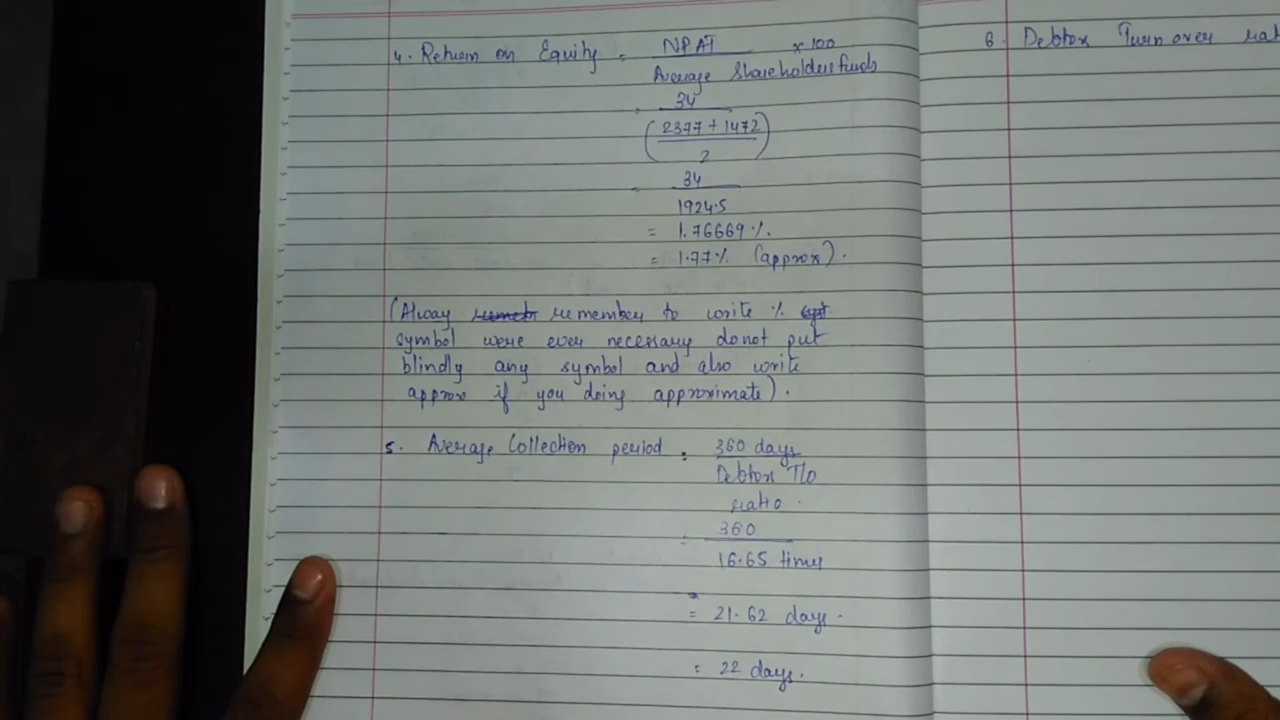 4. Return on Equity = NPAT x 100
Average Shareholders funds
= 34
(2377 + 1472)
2
= 34
1924.5
= 1.76669 %.
= 1.77% (approx).
(Alway remember to write %
symbol were ever necessary donot put
blindly any symbol and also write
approx if you doing approximate).
5. Average Collection period = 360 days
Debtor T/O
ratio.
= 360
16.65 times
= 21.62 days.
= 22 days.
6. Debtor Turn over rat